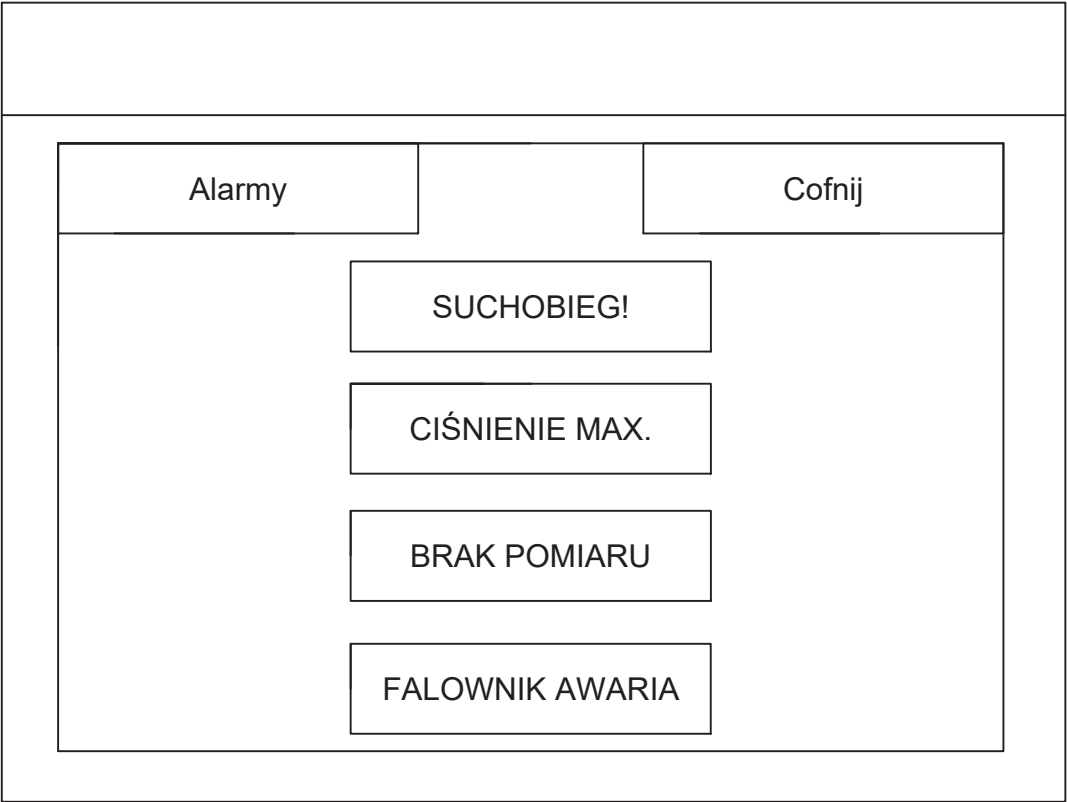 Alarmy
Cofnij
SUCHOBIEG!
CIŚNIENIE MAX.
BRAK POMIARU
FALOWNIK AWARIA